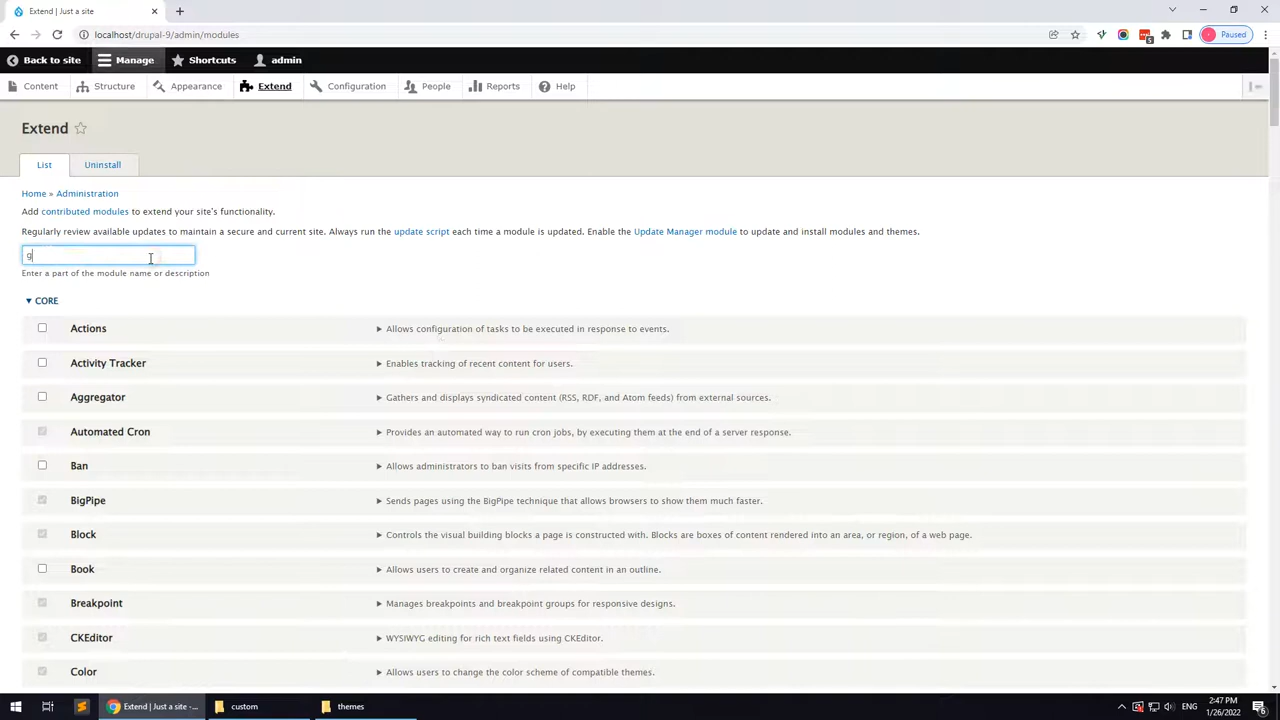 Extend | Just a site
localhost/drupal-9/admin/modules
5
Paused
Back to site Manage Shortcuts admin
Content Structure Appearance Extend Configuration People Reports Help
Extend
List Uninstall
Home » Administration
Add contributed modules to extend your site's functionality.
Regularly review available updates to maintain a secure and current site. Always run the update script each time a module is updated. Enable the Update Manager module to update and install modules and themes.
g
Enter a part of the module name or description
▼ CORE
Actions ► Allows configuration of tasks to be executed in response to events.
Activity Tracker ► Enables tracking of recent content for users.
Aggregator ► Gathers and displays syndicated content (RSS, RDF, and Atom feeds) from external sources.
Automated Cron ► Provides an automated way to run cron jobs, by executing them at the end of a server response.
Ban ► Allows administrators to ban visits from specific IP addresses.
BigPipe ► Sends pages using the BigPipe technique that allows browsers to show them much faster.
Block ► Controls the visual building blocks a page is constructed with. Blocks are boxes of content rendered into an area, or region, of a web page.
Book ► Allows users to create and organize related content in an outline.
Breakpoint ► Manages breakpoints and breakpoint groups for responsive designs.
CKEditor ► WYSIWYG editing for rich text fields using CKEditor.
Color ► Allows users to change the color scheme of compatible themes.
Extend | Just a site -... custom themes ENG 2:47 PM
1/26/2022
6